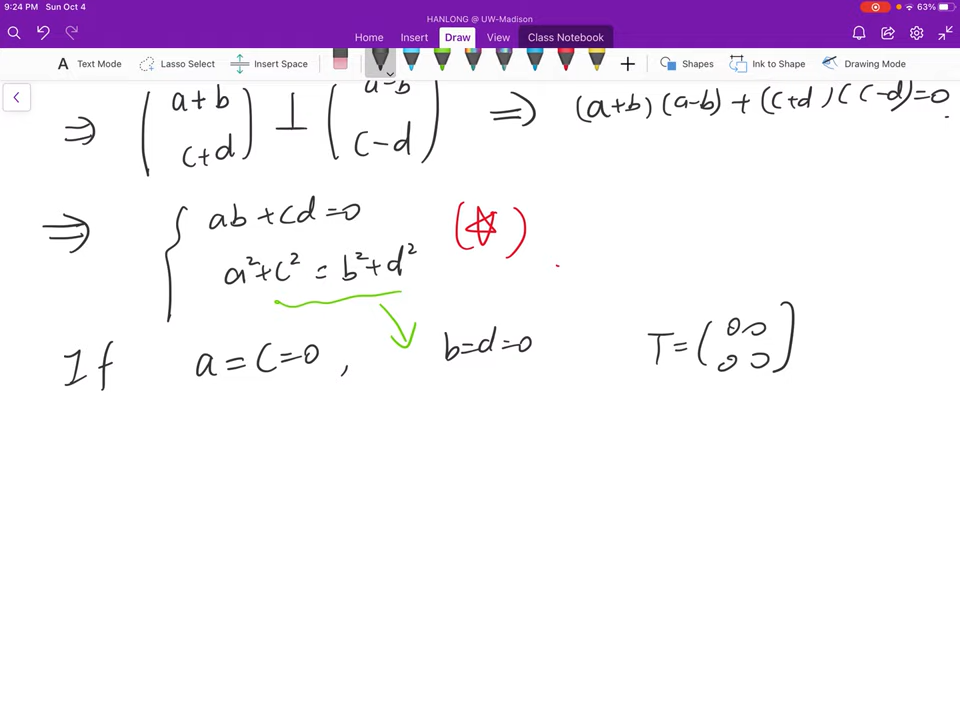 9:24 PM Sun Oct 4
63%
HANLONG @ UW-Madison
Home Insert Draw View Class Notebook
Text Mode Lasso Select Insert Space Shapes Ink to Shape Drawing Mode
⇒ (a+b c+d) ⊥ (a-b c-d) ⇒ (a+b)(a-b) + (c+d)(c-d)=0.
⇒ { ab+cd=0 (☆)
a²+c² = b²+d²
If a=c=0, b=d=0 T=(0 0 0 0)